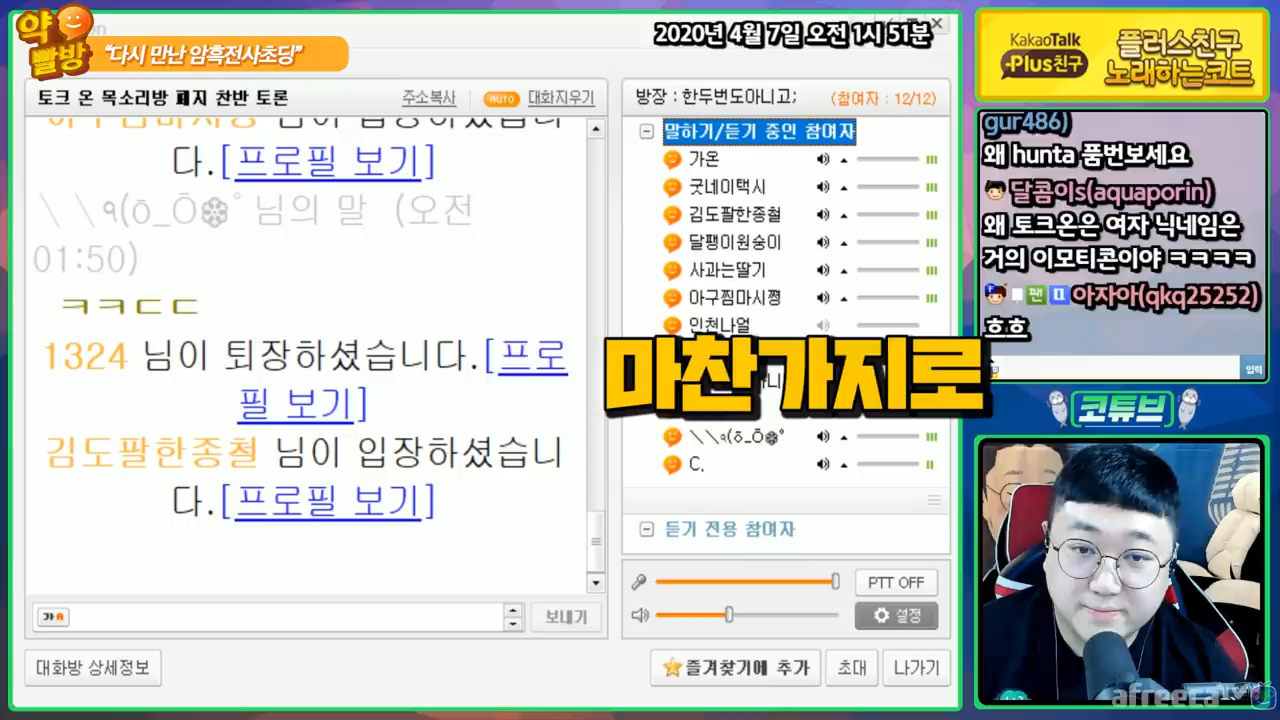 약빨방
"다시 만난 암흑전사초딩"
2020년 4월 7일 오전 1시 51분
토크 온 목소리방 폐지 찬반 토론
주소복사
AUTO 대화지우기
다.[프로필 보기]
님의 말 (오전
01:50)
ㅋㅋㄷㄷ
1324 님이 퇴장하셨습니다.[프로
필 보기]
김도팔한종철 님이 입장하셨습니
다.[프로필 보기]
가A
보내기
대화방 상세정보
방장 : 한두번도아니고;
(참여자 : 12/12)
말하기/듣기 중인 참여자
가온
굿네이택시
김도팔한종철
달팽이원숭이
사과는딸기
아구찜마시쪙
인천나얼
마찬가지로
C.
듣기 전용 참여자
PTT OFF
설정
즐겨찾기에 추가
초대
나가기
KakaoTalk
Plus친구
플러스친구
노래하는코트
gur486)
왜 hunta 품번보세요
달콤이s(aquaporin)
왜 토크온은 여자 닉네임은
거의 이모티콘이야 ㅋㅋㅋㅋ
팬 아자아(qkq25252)
흐흐
입력
코튜브
afreecaTV